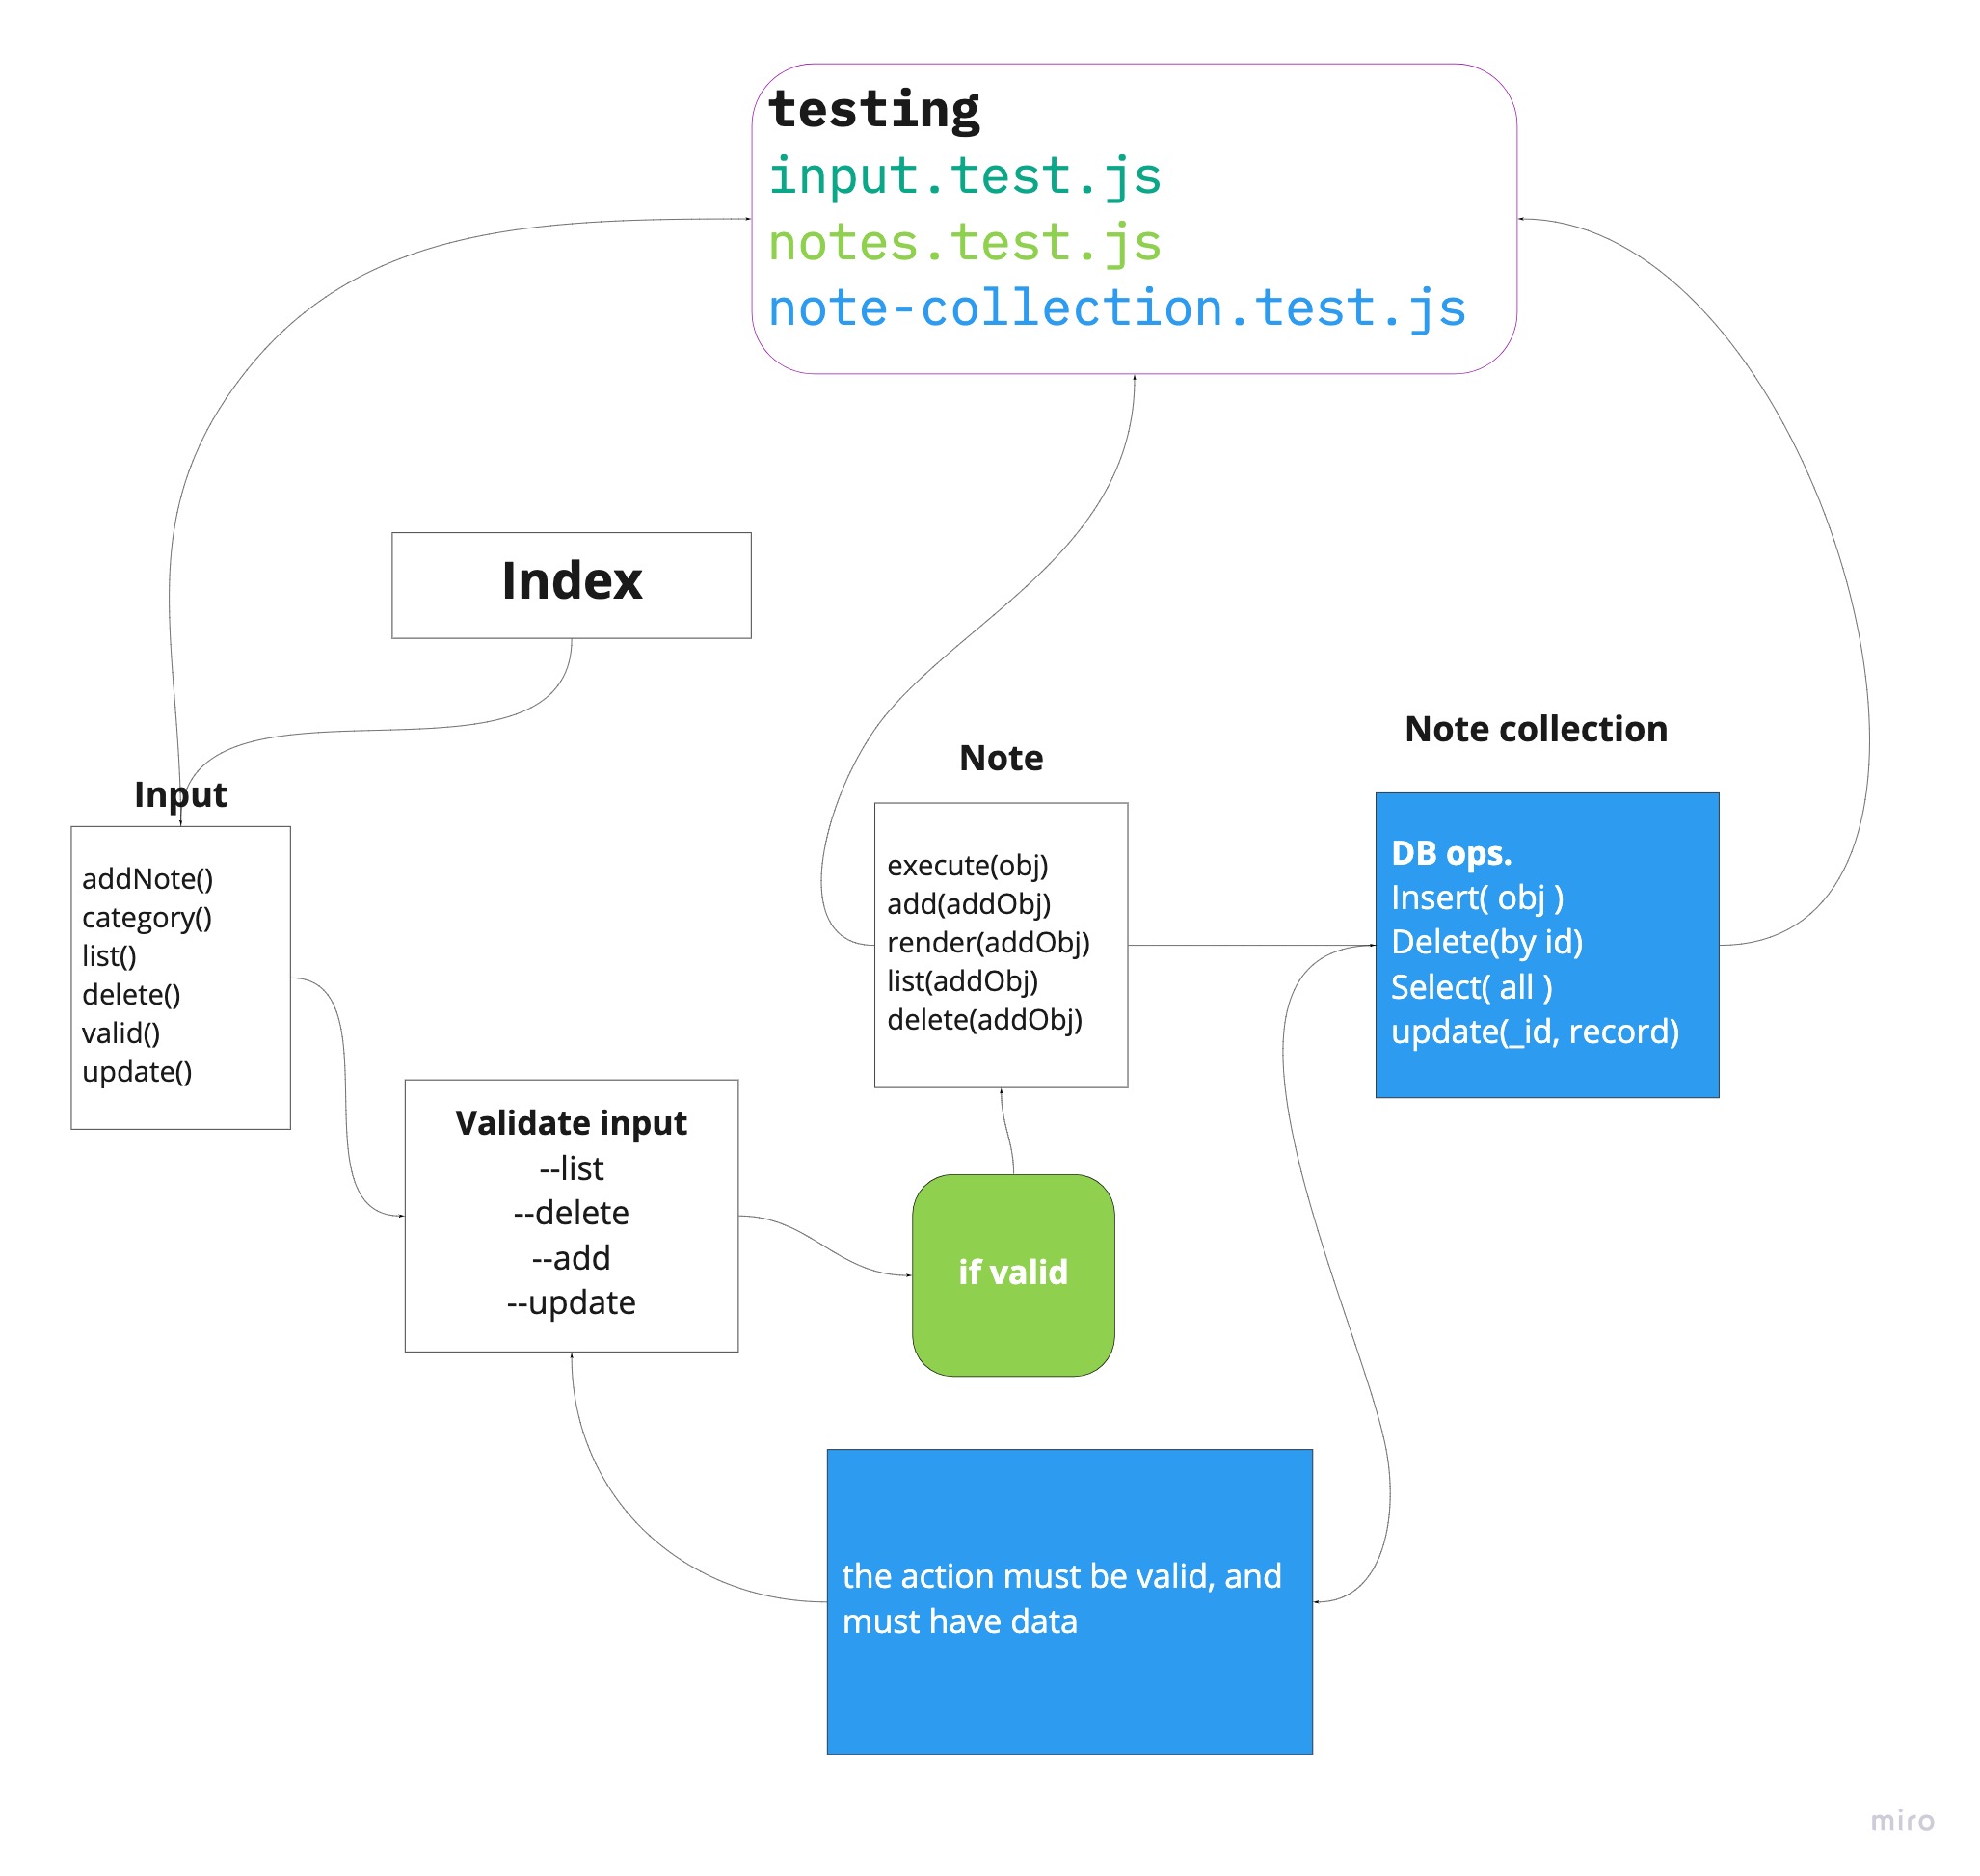 testing
input.test.js
notes.test.js
note-collection.test.js
Index
Input
addNote()
category()
list()
delete()
valid()
update()
Validate input
--list
--delete
--add
--update
if valid
Note
execute(obj)
add(addObj)
render(addObj)
list(addObj)
delete(addObj)
Note collection
DB ops.
Insert( obj )
Delete(by id)
Select( all )
update(_id, record)
the action must be valid, and
must have data
miro